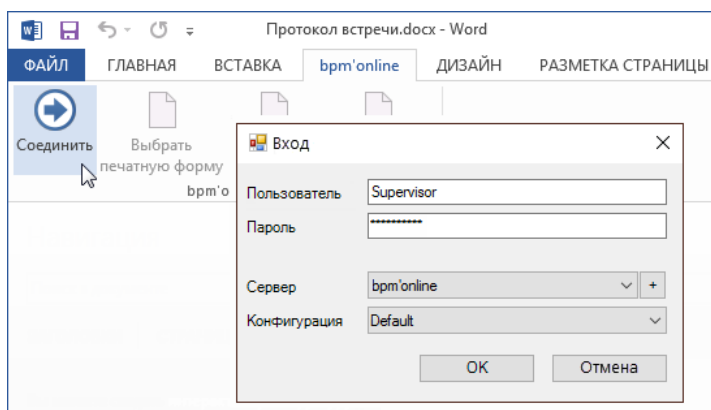 Протокол встречи.docx - Word
ФАЙЛ ГЛАВНАЯ ВСТАВКА bpm'online ДИЗАЙН РАЗМЕТКА СТРАНИЦЫ
Соединить
Выбрать
печатную форму
bpm'o
Вход
Пользователь Supervisor
Пароль **********
Сервер bpm'online +
Конфигурация Default
OK Отмена